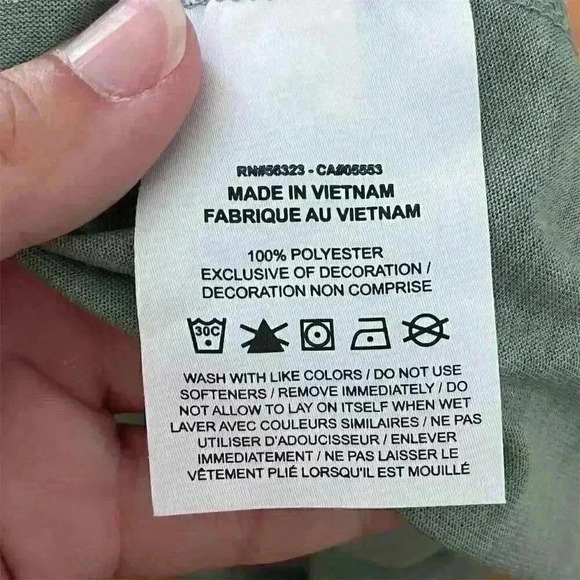 RN#56323 - CA#05553
MADE IN VIETNAM
FABRIQUE AU VIETNAM
100% POLYESTER
EXCLUSIVE OF DECORATION /
DECORATION NON COMPRISE
30C
WASH WITH LIKE COLORS / DO NOT USE
SOFTENERS / REMOVE IMMEDIATELY / DO
NOT ALLOW TO LAY ON ITSELF WHEN WET
LAVER AVEC COULEURS SIMILAIRES / NE PAS
UTILISER D'ADOUCISSEUR / ENLEVER
IMMEDIATEMENT / NE PAS LAISSER LE
VÊTEMENT PLIÉ LORSQU'IL EST MOUILLÉ